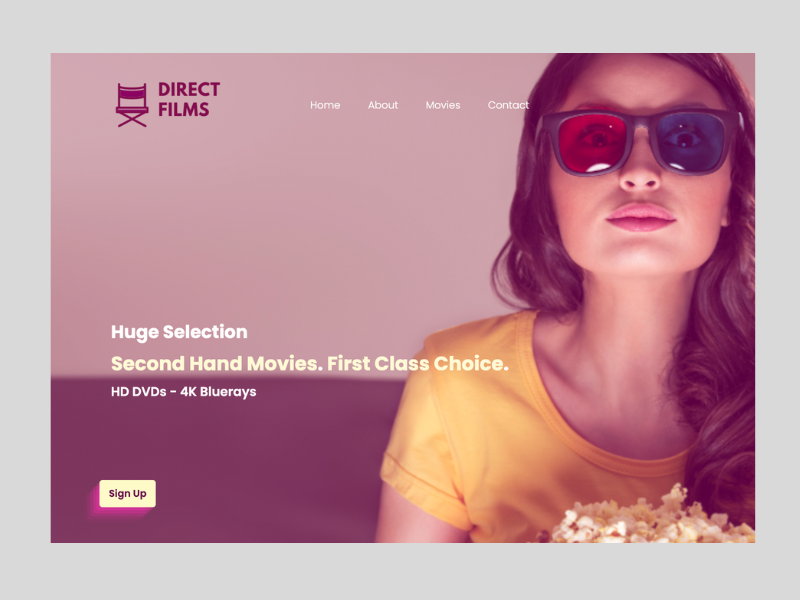 DIRECT
FILMS
Home About Movies Contact
Huge Selection
Second Hand Movies. First Class Choice.
HD DVDs - 4K Bluerays
Sign Up